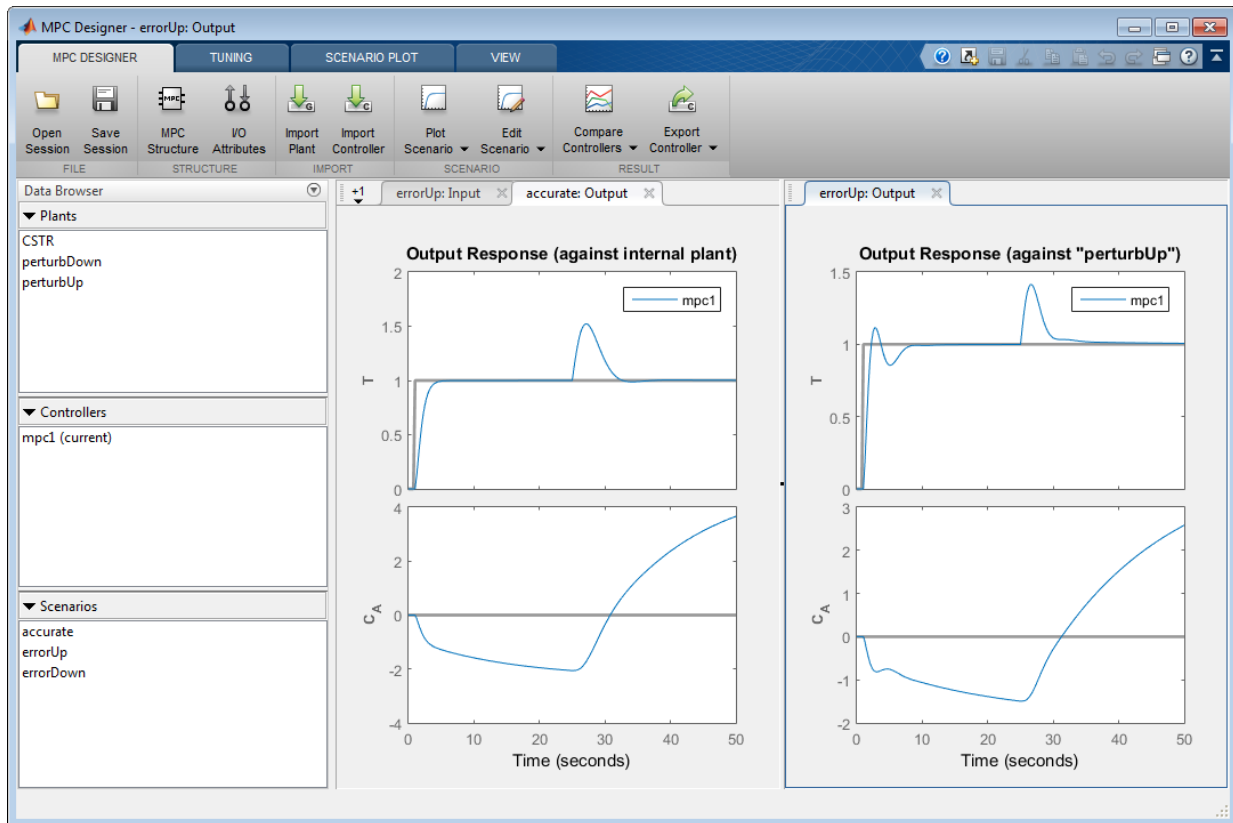 MPC Designer - errorUp: Output
MPC DESIGNER TUNING SCENARIO PLOT VIEW
Open Session
Save Session
MPC Structure
I/O Attributes
Import Plant
Import Controller
Plot Scenario
Edit Scenario
Compare Controllers
Export Controller
FILE STRUCTURE IMPORT SCENARIO RESULT
Data Browser
Plants
CSTR
perturbDown
perturbUp
Controllers
mpc1 (current)
Scenarios
accurate
errorUp
errorDown
+1 errorUp: Input accurate: Output
Output Response (against internal plant)
mpc1
T
2
1.5
1
0.5
0
C_A
4
2
0
-2
-4
0 10 20 30 40 50
Time (seconds)
errorUp: Output
Output Response (against "perturbUp")
mpc1
T
1.5
1
0.5
0
C_A
3
2
1
0
-1
-2
0 10 20 30 40 50
Time (seconds)